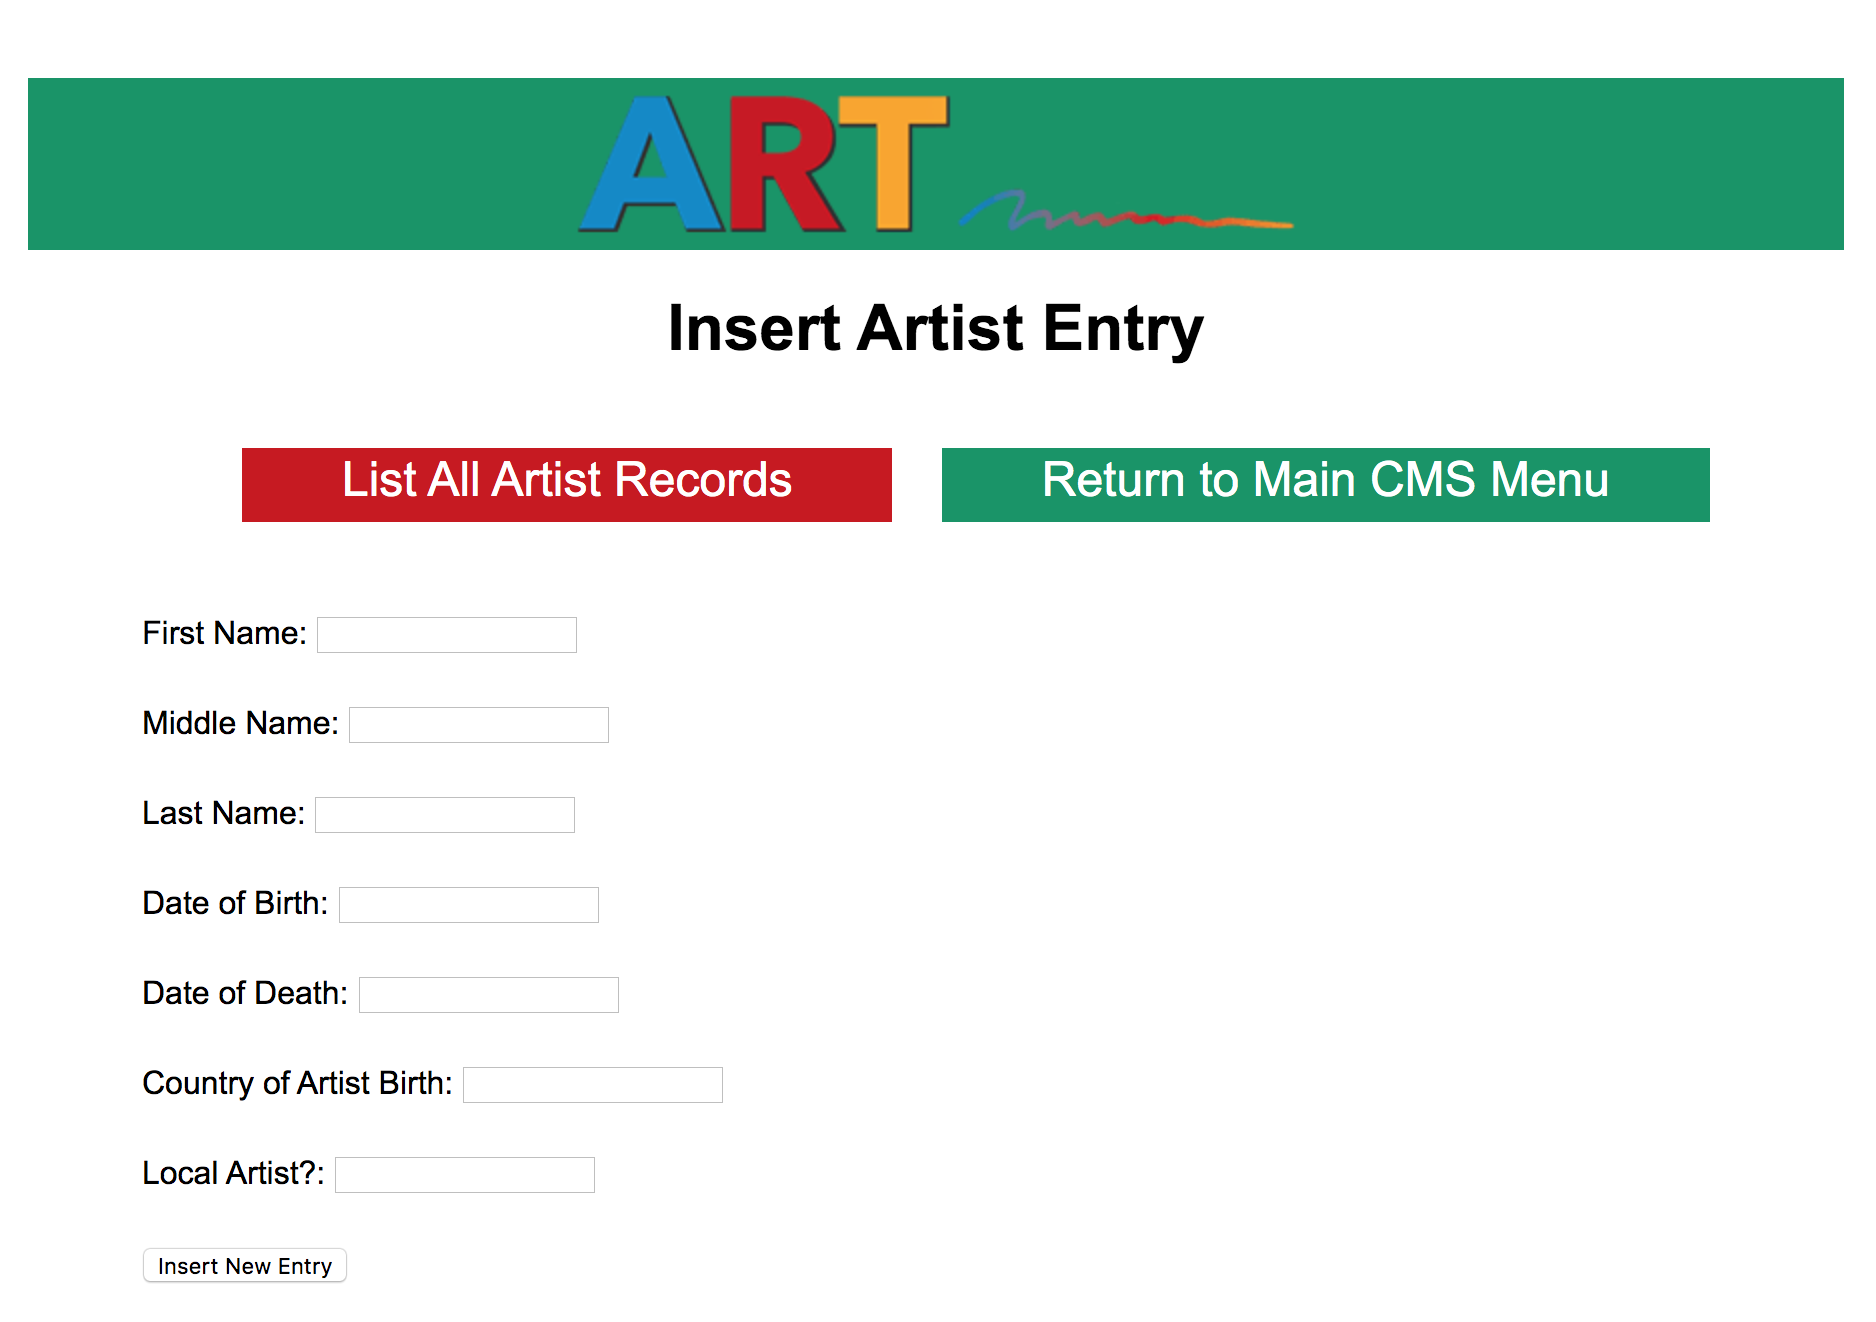 ART
Insert Artist Entry
List All Artist Records
Return to Main CMS Menu
First Name:
Middle Name:
Last Name:
Date of Birth:
Date of Death:
Country of Artist Birth:
Local Artist?:
Insert New Entry